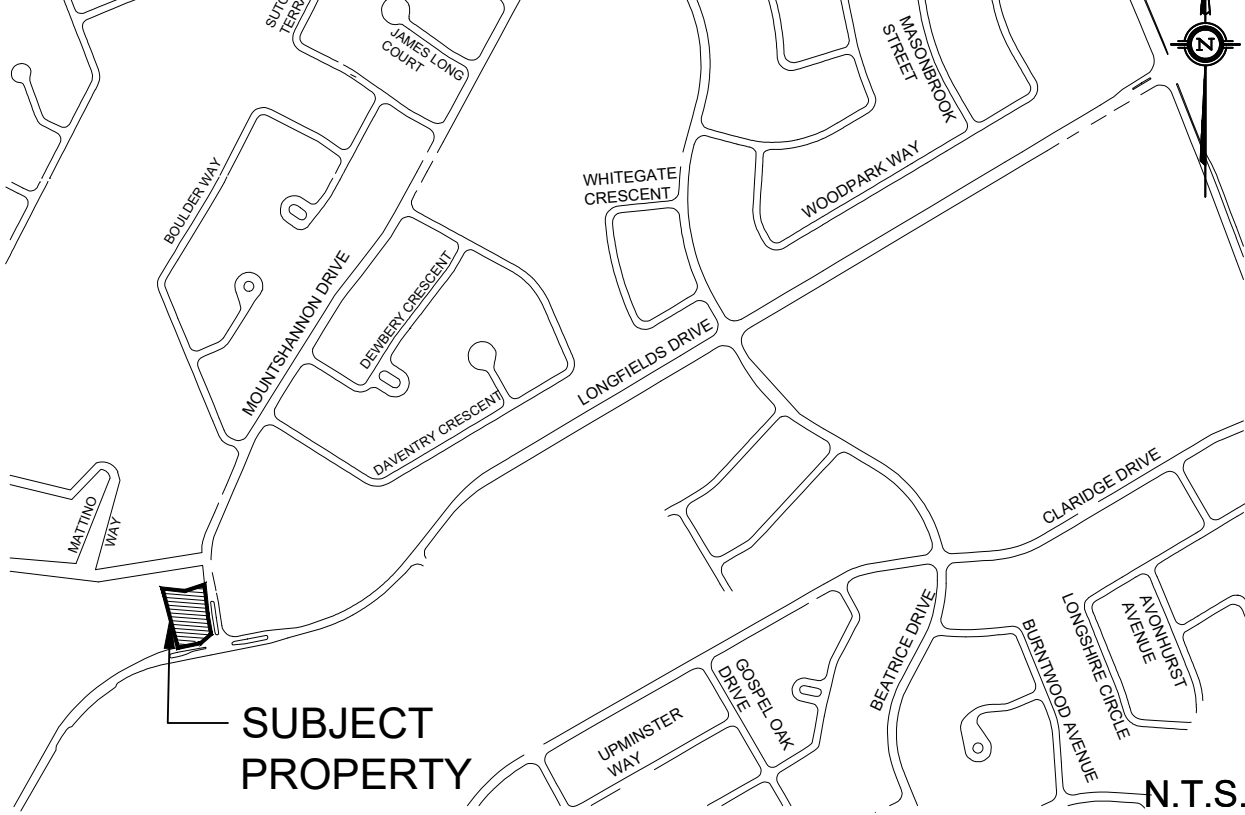 JAMES LONG
COURT
MASONBROOK
STREET
N
BOULDER WAY
WHITEGATE
CRESCENT
WOODPARK WAY
MOUNTSHANNON DRIVE
DEWBERY CRESCENT
LONGFIELDS DRIVE
DAVENTRY CRESCENT
CLARIDGE DRIVE
MATTINO
WAY
BEATRICE DRIVE
BURNTWOOD AVENUE
LONGSHIRE CIRCLE
AVONHURST
AVENUE
GOSPEL OAK
DRIVE
UPMINSTER
WAY
SUBJECT
PROPERTY
N.T.S.